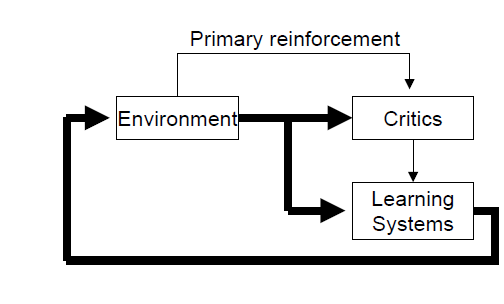 Primary reinforcement
Environment
Critics
Learning
Systems